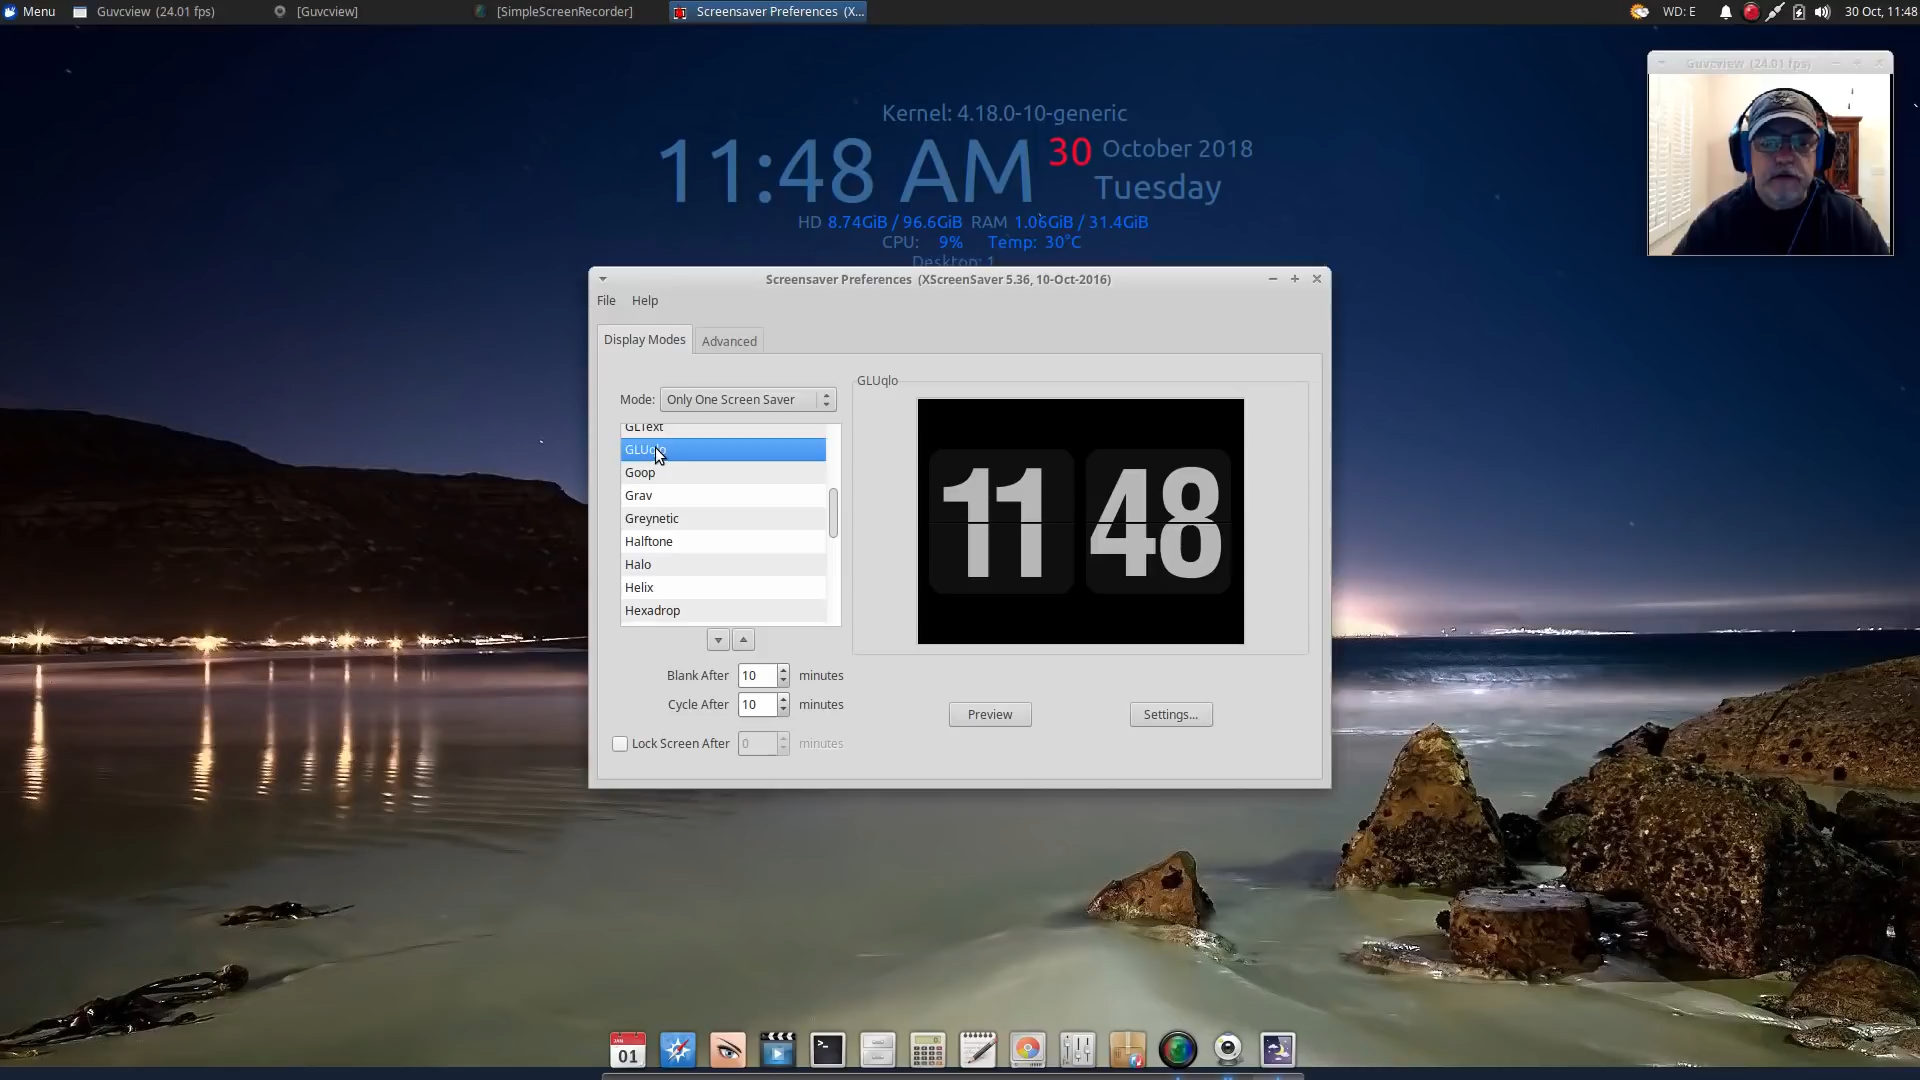 Menu
Guvcview (24.01 fps)
[Guvcview]
[SimpleScreenRecorder]
Screensaver Preferences (X...
WD: E
30 Oct, 11:48
Guvcview (24.01 fps)
Kernel: 4.18.0-10-generic
11:48 AM
30 October 2018
Tuesday
HD 8.74GiB / 96.6GiB RAM 1.06GiB / 31.4GiB
CPU: 9% Temp: 30°C
Desktop: 1
Screensaver Preferences (XScreenSaver 5.36, 10-Oct-2016)
File
Help
Display Modes
Advanced
Mode: Only One Screen Saver
GLText
GLUqlo
Goop
Grav
Greynetic
Halftone
Halo
Helix
Hexadrop
Blank After 10 minutes
Cycle After 10 minutes
Lock Screen After 0 minutes
GLUqlo
11 48
Preview
Settings...
JAN
01
>_